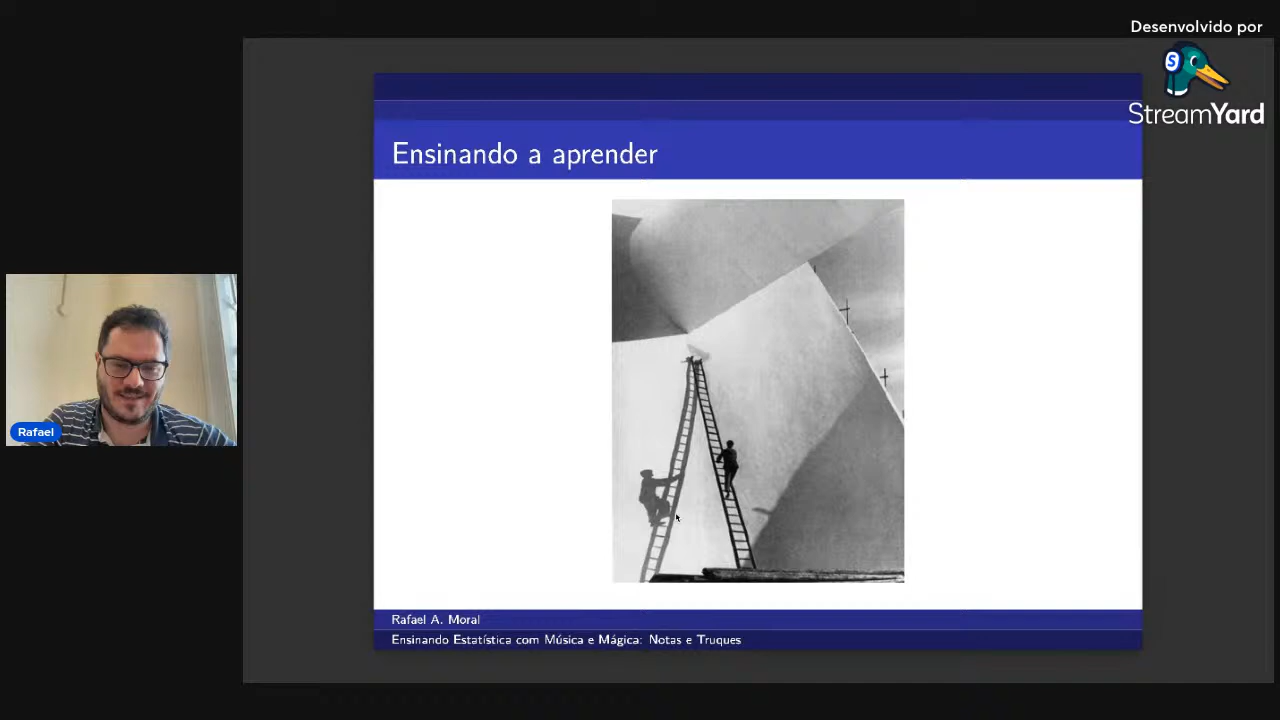 Desenvolvido por
StreamYard
Ensinando a aprender
Rafael
Rafael A. Moral
Ensinando Estatística com Música e Mágica: Notas e Truques